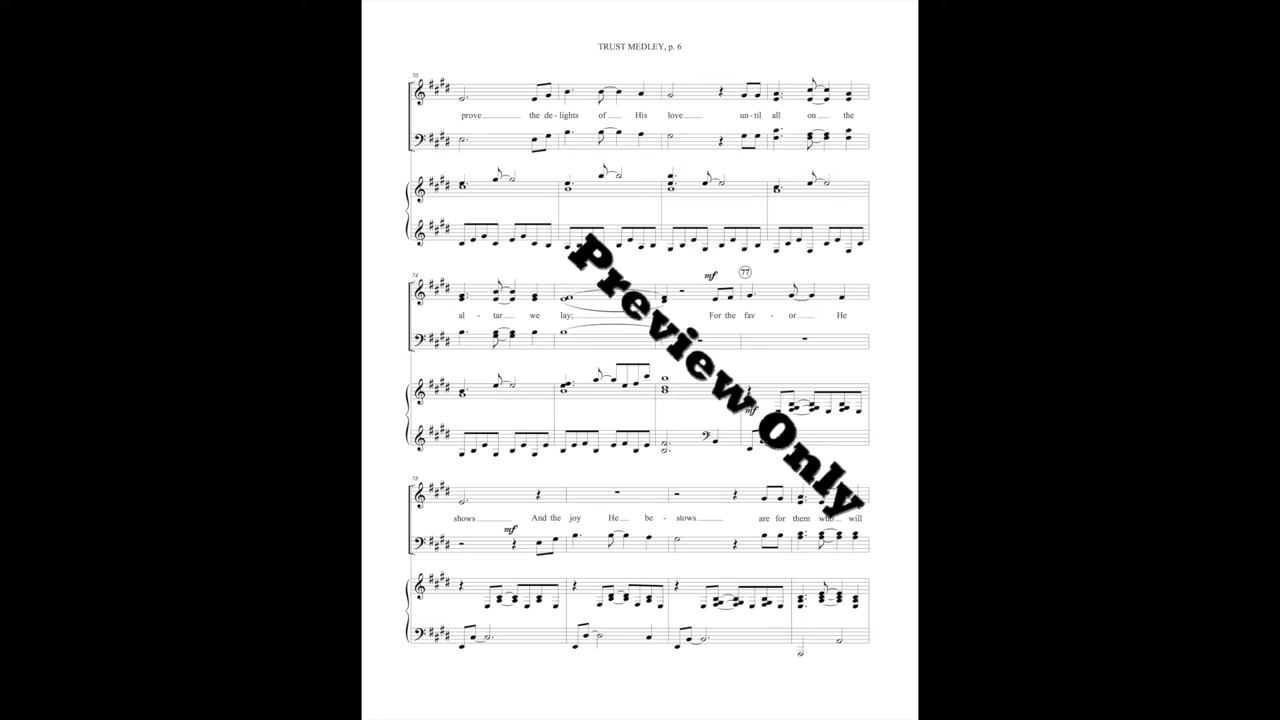 TRUST MEDLEY, p. 6
70
prove the de - lights of His love un - til all on the
74
mf
77
al - tar we lay; For the fav - or He
mf
78
shows And the joy He be - stows are for them who will
mf
Preview Only